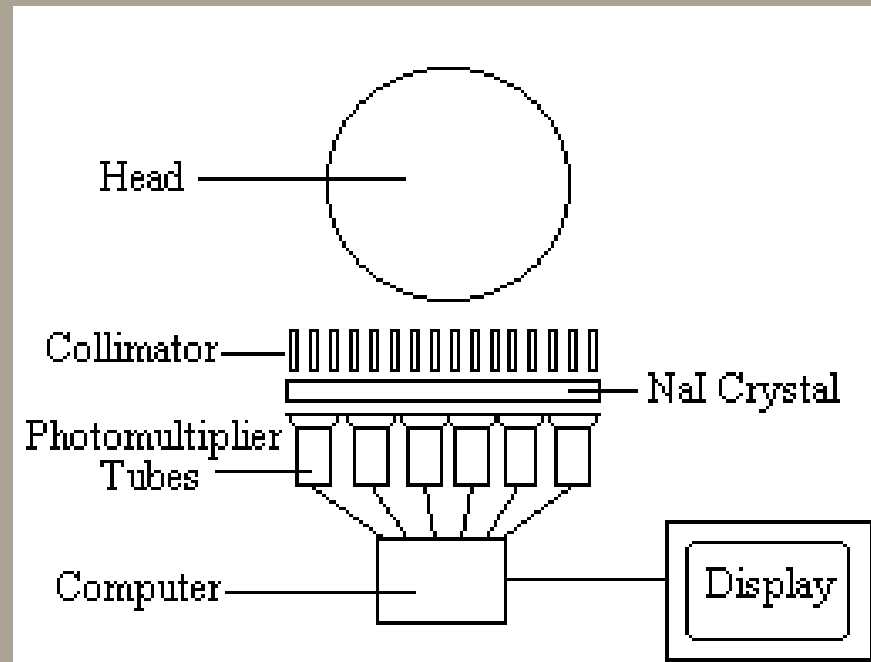 Head
Collimator
NaI Crystal
Photomultiplier
Tubes
Computer
Display